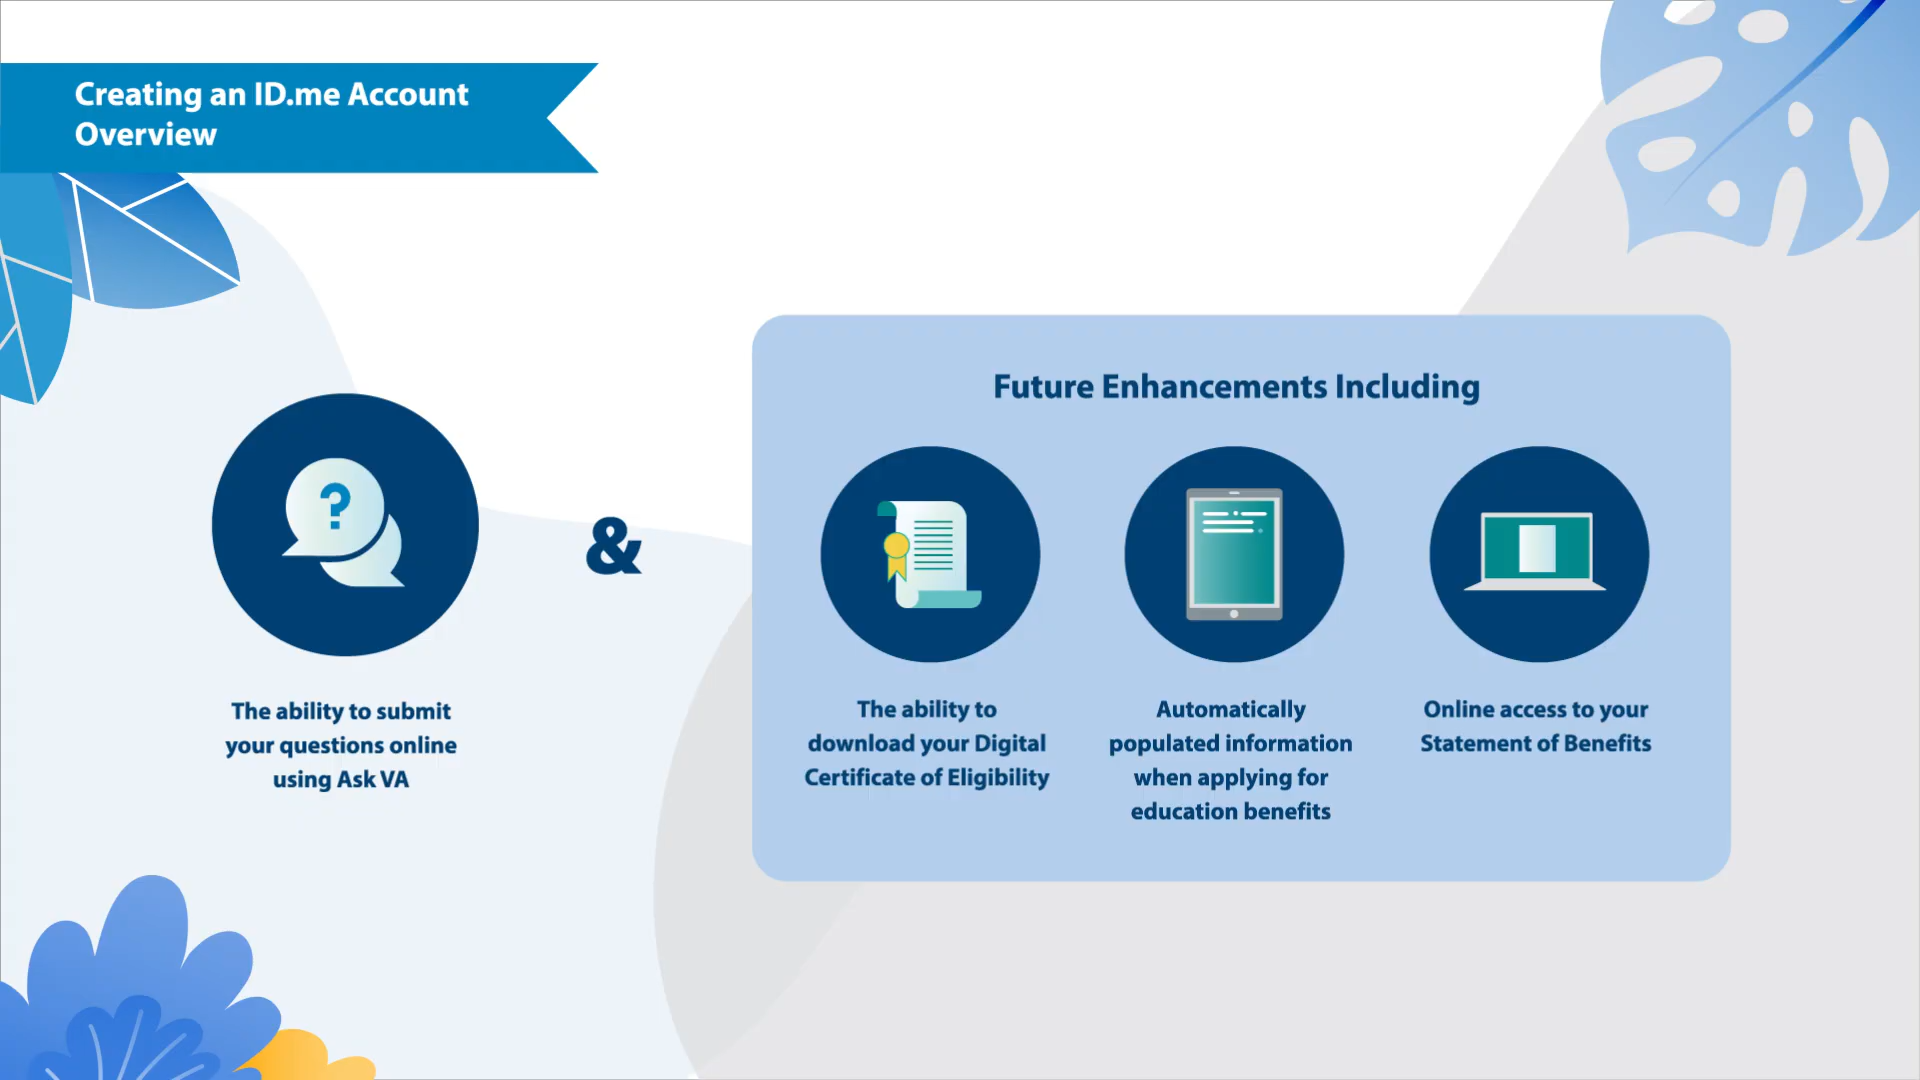 Creating an ID.me Account
Overview
?
The ability to submit
your questions online
using Ask VA
&
Future Enhancements Including
The ability to
download your Digital
Certificate of Eligibility
Automatically
populated information
when applying for
education benefits
Online access to your
Statement of Benefits